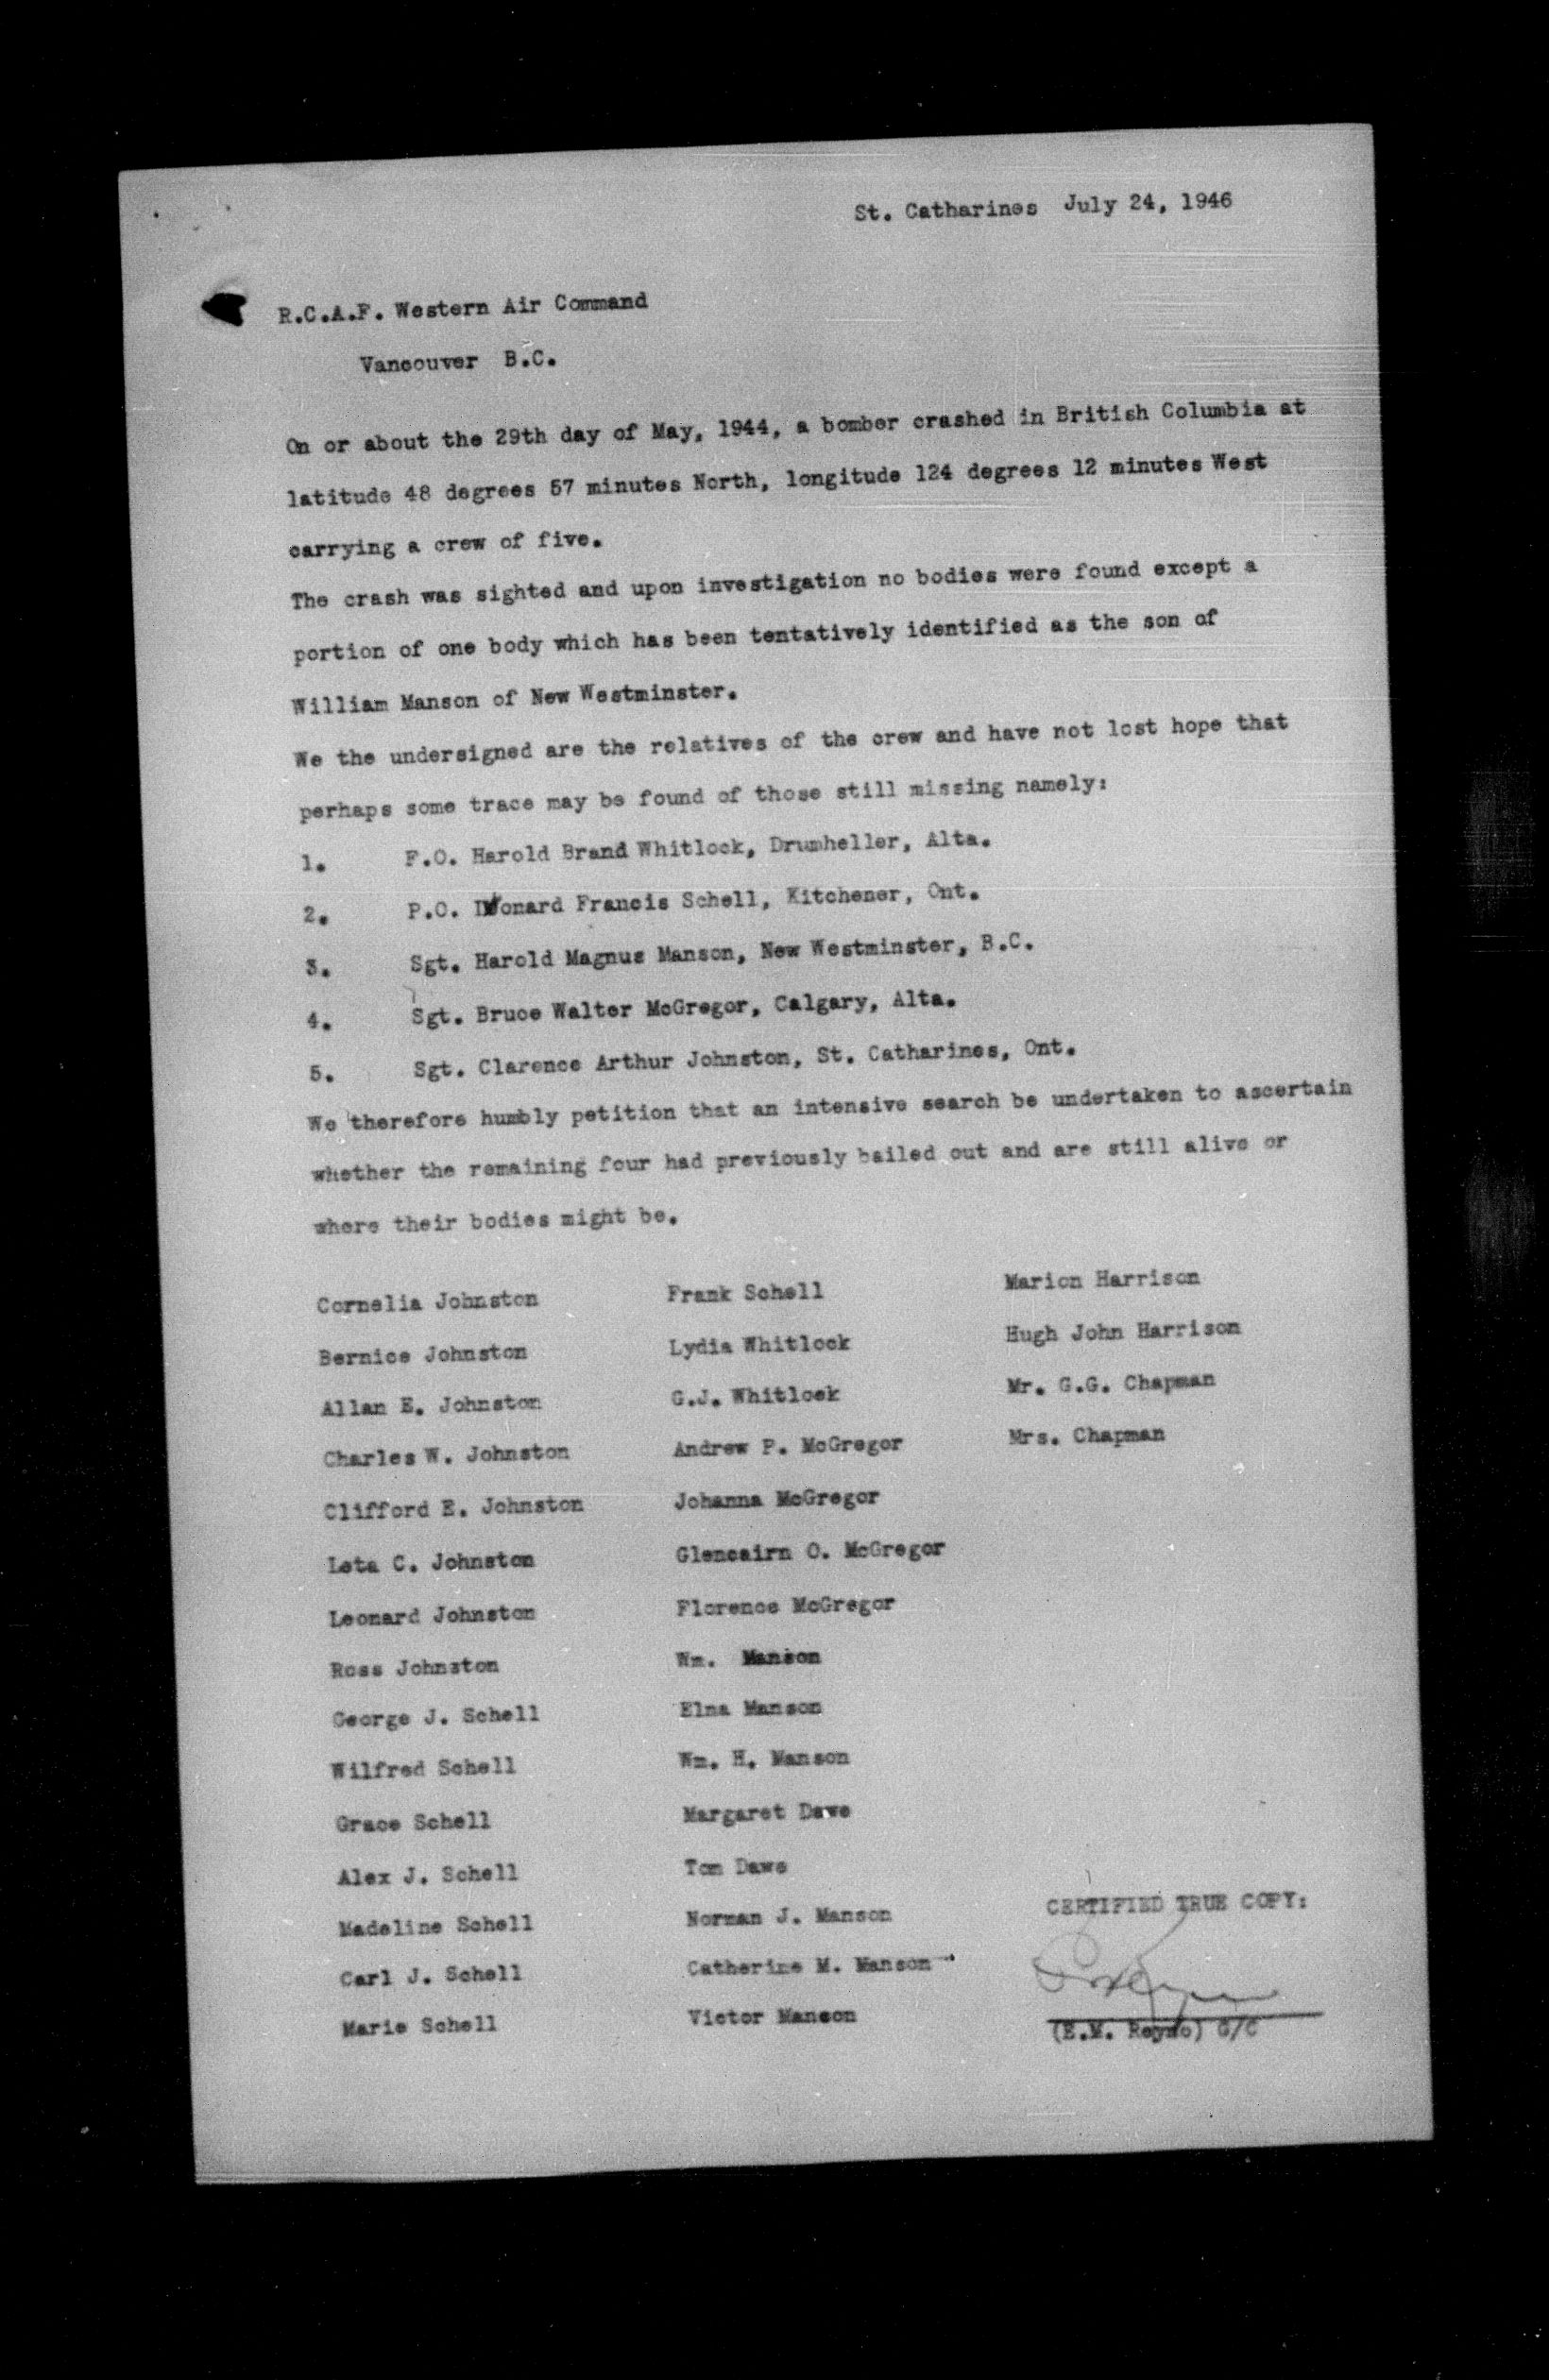 St. Catharines July 24, 1946
R.C.A.F. Western Air Command
Vancouver B.C.
On or about the 29th day of May, 1944, a bomber crashed in British Columbia at
latitude 48 degrees 57 minutes North, longitude 124 degrees 12 minutes West
carrying a crew of five.
The crash was sighted and upon investigation no bodies were found except a
portion of one body which has been tentatively identified as the son of
William Manson of New Westminster.
We the undersigned are the relatives of the crew and have not lost hope that
perhaps some trace may be found of those still missing namely:
1. F.O. Harold Brand Whitlock, Drumheller, Alta.
2. P.O. Leonard Francis Schell, Kitchener, Ont.
3. Sgt. Harold Magnus Manson, New Westminster, B.C.
4. Sgt. Bruce Walter McGregor, Calgary, Alta.
5. Sgt. Clarence Arthur Johnston, St. Catharines, Ont.
We therefore humbly petition that an intensive search be undertaken to ascertain
whether the remaining four had previously bailed out and are still alive or
where their bodies might be.
Cornelia Johnston
Bernice Johnston
Allan E. Johnston
Charles W. Johnston
Clifford E. Johnston
Leta C. Johnston
Leonard Johnston
Ross Johnston
George J. Schell
Wilfred Schell
Grace Schell
Alex J. Schell
Madeline Schell
Carl J. Schell
Marie Schell
Frank Schell
Lydia Whitlock
G.J. Whitlock
Andrew P. McGregor
Johanna McGregor
Glencairn O. McGregor
Florence McGregor
Wm. Manson
Elna Manson
Wm. H. Manson
Margaret Dawe
Tom Dawe
Norman J. Manson
Catherine M. Manson
Victor Manson
Marion Harrison
Hugh John Harrison
Mr. G.G. Chapman
Mrs. Chapman
CERTIFIED TRUE COPY:
(E.M. Reyno) G/C